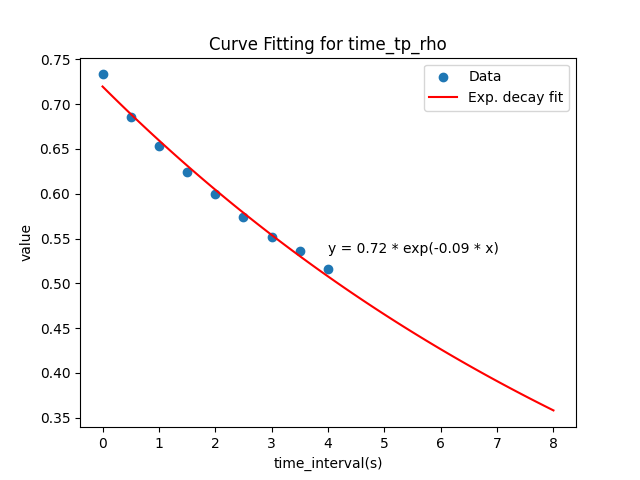 Curve Fitting for time_tp_rho
0.75
0.70
0.65
0.60
0.55
0.50
0.45
0.40
0.35
value
Data
Exp. decay fit
y = 0.72 * exp(-0.09 * x)
0 1 2 3 4 5 6 7 8
time_interval(s)